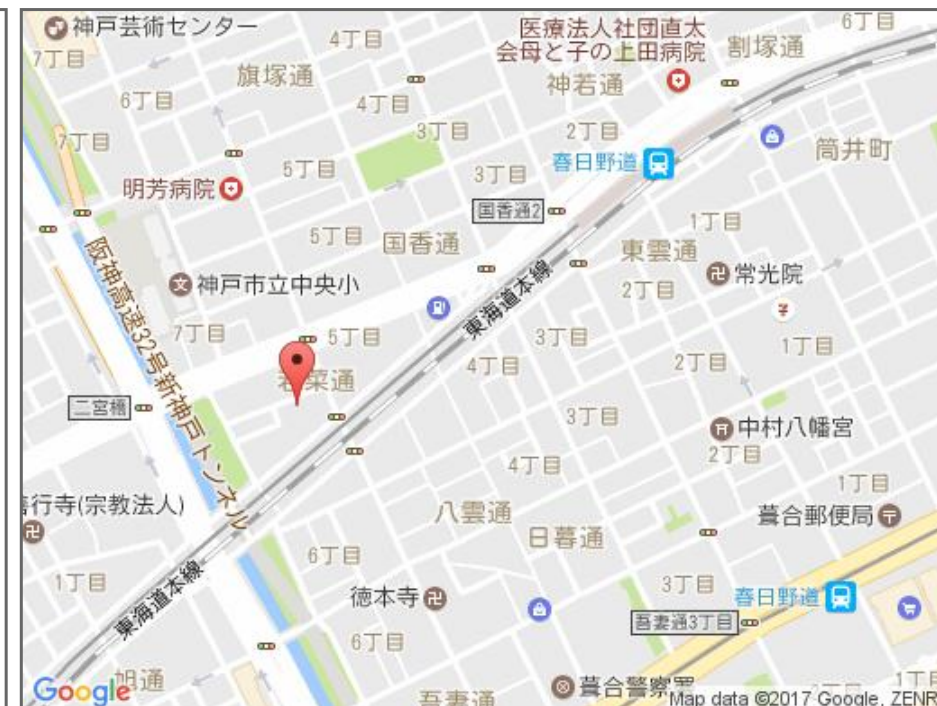 神戸芸術センター
4丁目
医療法人社団直太
会母と子の上田病院
割塚通
6丁目
7丁目
旗塚通
神若通
6丁目
4丁目
7丁目
3丁目
2丁目
筒井町
明芳病院
5丁目
3丁目
春日野道
国香通2
5丁目
国香通
1丁目
東雲通
阪神高速32号新神戸トンネル
神戸市立中央小
東海道本線
2丁目
常光院
7丁目
5丁目
3丁目
1丁目
若菜通
4丁目
2丁目
二宮橋
3丁目
中村八幡宮
2丁目
4丁目
1丁目
善行寺(宗教法人)
八雲通
日暮通
葺合郵便局
6丁目
1丁目
東海道本線
徳本寺
3丁目
春日野道
吾妻通3丁目
6丁目
Google
旭通
吾妻通
葺合警察署
Map data ©2017 Google, ZENR